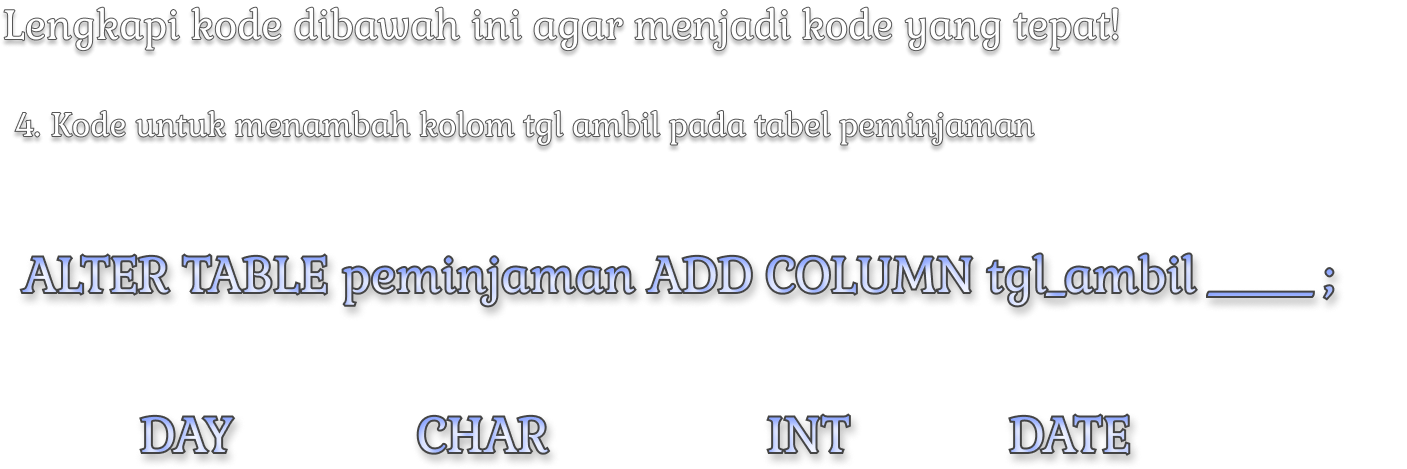 Lengkapi kode dibawah ini agar menjadi kode yang tepat!
4. Kode untuk menambah kolom tgl ambil pada tabel peminjaman
ALTER TABLE peminjaman ADD COLUMN tgl_ambil _____ ;
DAY CHAR INT DATE